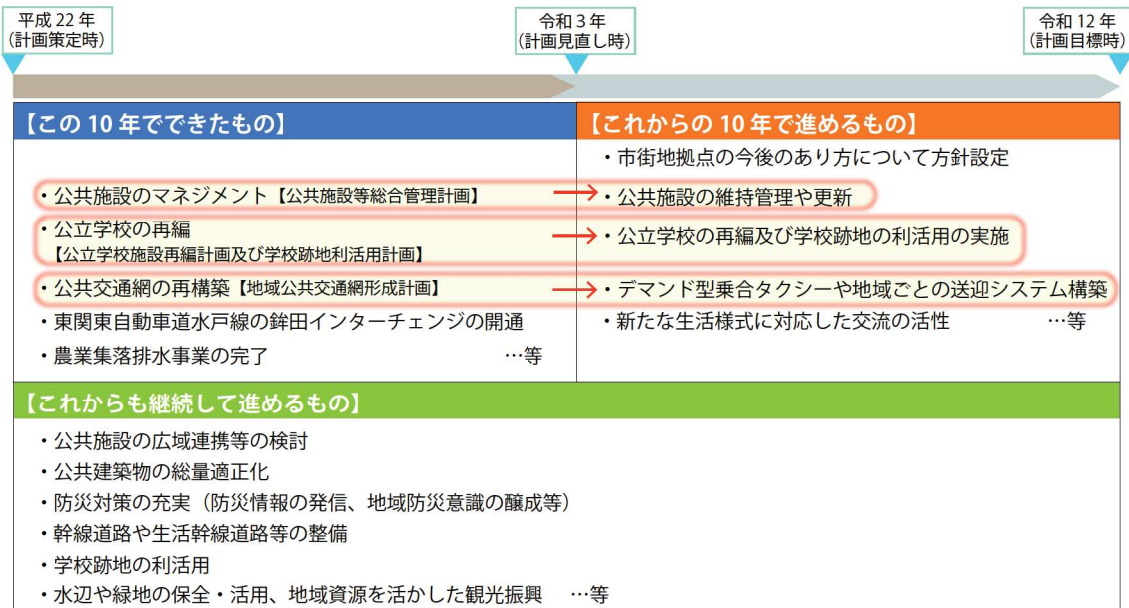 平成 22 年
（計画策定時）
令和 3 年
（計画見直し時）
令和 12 年
（計画目標時）
【この 10 年でできたもの】
【これからの 10 年で進めるもの】
・市街地拠点の今後のあり方について方針設定
・公共施設のマネジメント【公共施設等総合管理計画】
→・公共施設の維持管理や更新
・公立学校の再編
【公立学校施設再編計画及び学校跡地利活用計画】
→・公立学校の再編及び学校跡地の利活用の実施
・公共交通網の再構築【地域公共交通網形成計画】
→・デマンド型乗合タクシーや地域ごとの送迎システム構築
・東関東自動車道水戸線の鉾田インターチェンジの開通
・新たな生活様式に対応した交流の活性 …等
・農業集落排水事業の完了 …等
【これからも継続して進めるもの】
・公共施設の広域連携等の検討
・公共建築物の総量適正化
・防災対策の充実（防災情報の発信、地域防災意識の醸成等）
・幹線道路や生活幹線道路等の整備
・学校跡地の利活用
・水辺や緑地の保全・活用、地域資源を活かした観光振興 …等